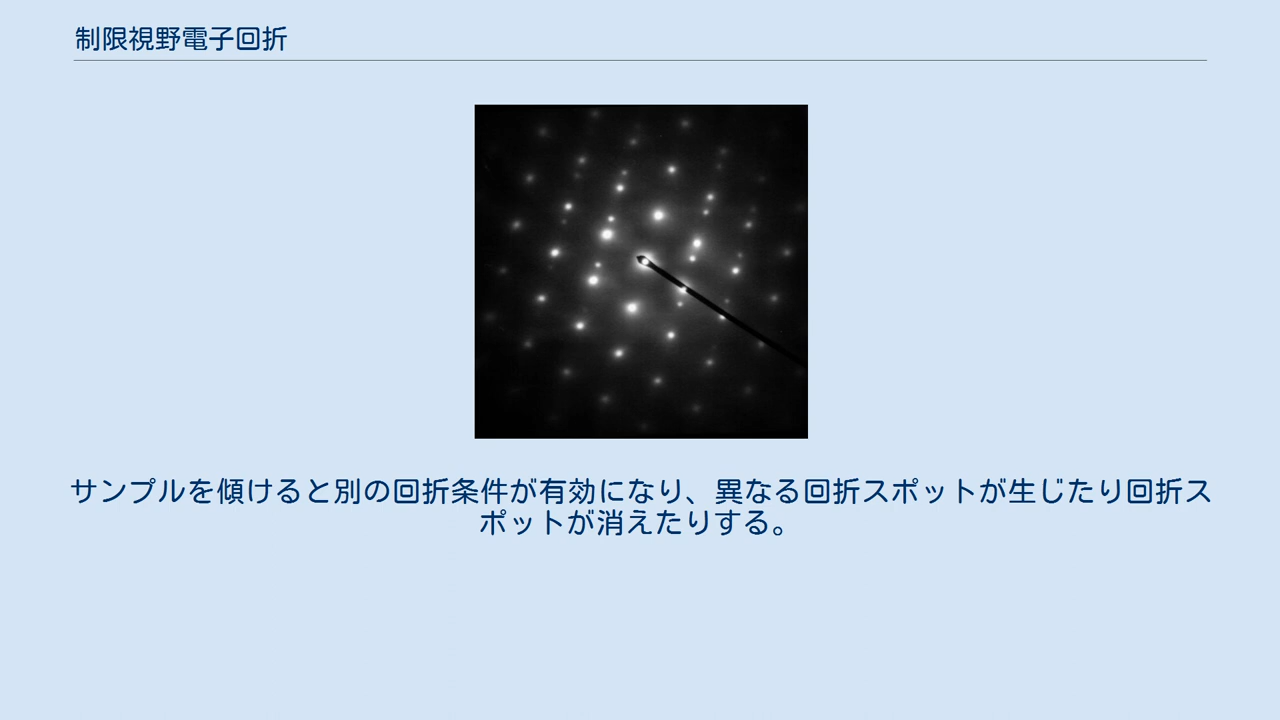 制限視野電子回折
サンプルを傾けると別の回折条件が有効になり、異なる回折スポットが生じたり回折ス
ポットが消えたりする。